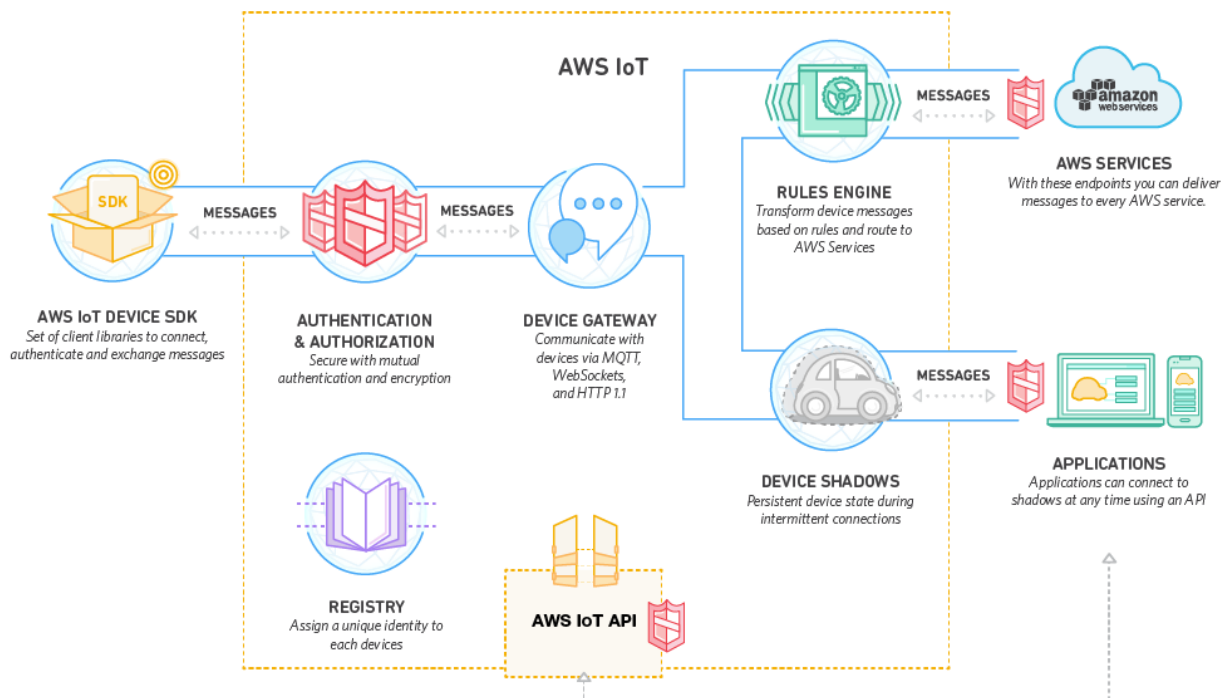 AWS IoT
MESSAGES
amazon
webservices
AWS SERVICES
With these endpoints you can deliver
messages to every AWS service.
SDK
MESSAGES
MESSAGES
RULES ENGINE
Transform device messages
based on rules and route to
AWS Services
AWS IoT DEVICE SDK
Set of client libraries to connect,
authenticate and exchange messages
AUTHENTICATION
& AUTHORIZATION
Secure with mutual
authentication and encryption
DEVICE GATEWAY
Communicate with
devices via MQTT,
WebSockets,
and HTTP 1.1
MESSAGES
DEVICE SHADOWS
Persistent device state during
intermittent connections
APPLICATIONS
Applications can connect to
shadows at any time using an API
REGISTRY
Assign a unique identity to
each devices
AWS IoT API